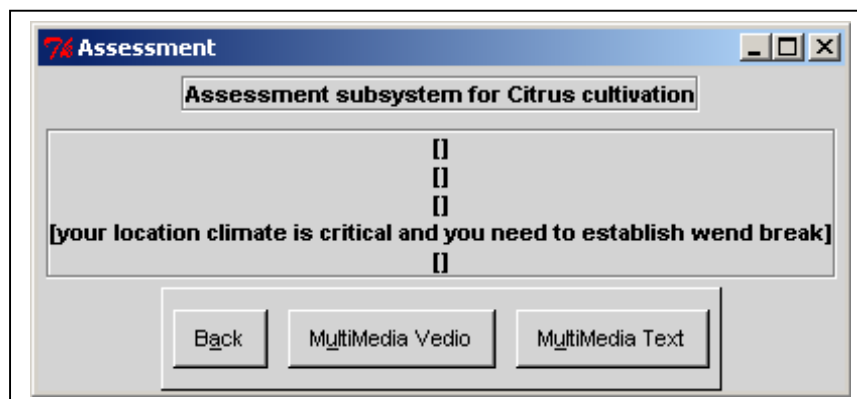 Assessment
Assessment subsystem for Citrus cultivation
[]
[]
[]
[your location climate is critical and you need to establish wend break]
[]
Back MultiMedia Vedio MultiMedia Text